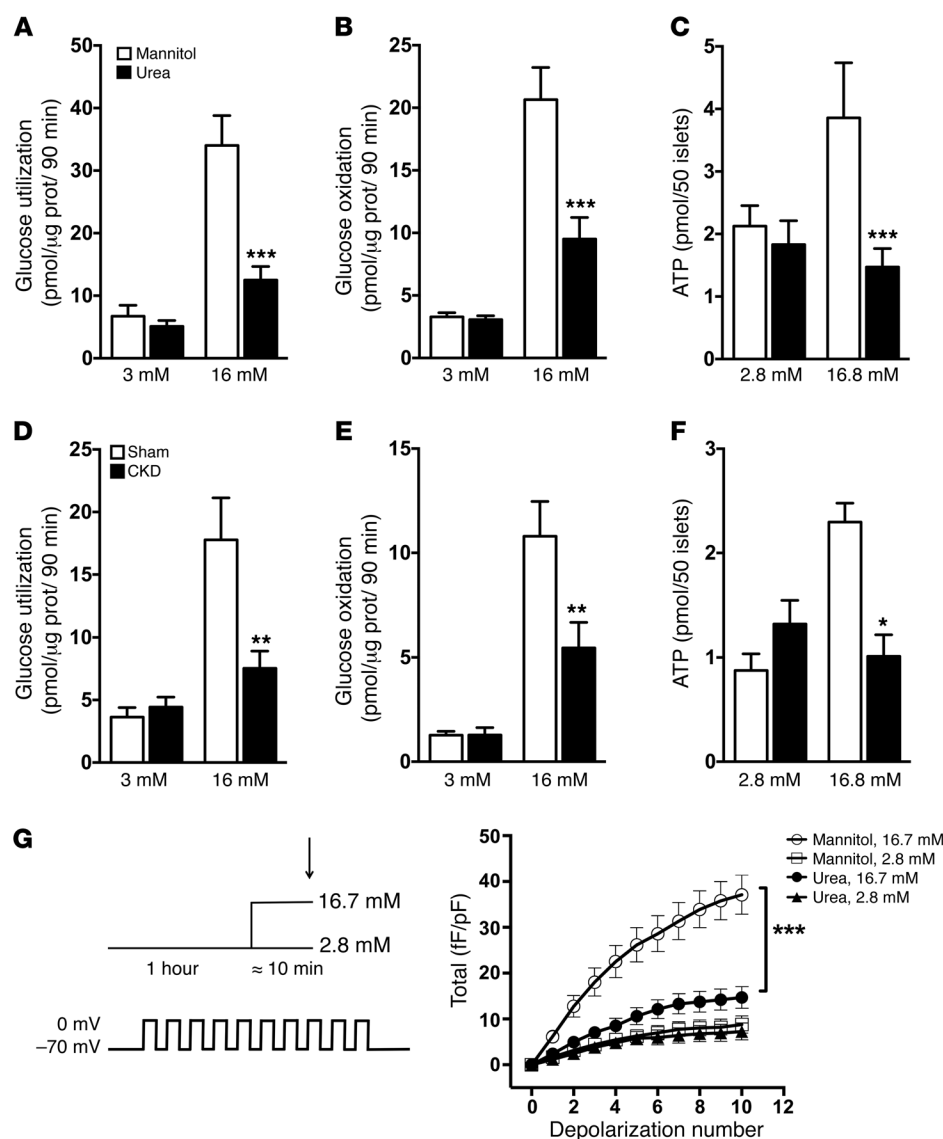 A
Glucose utilization
(pmol/μg prot/ 90 min)
50
40
30
20
10
0
Mannitol
Urea
***
3 mM
16 mM
B
Glucose oxidation
(pmol/μg prot/ 90 min)
25
20
15
10
5
0
***
3 mM
16 mM
C
ATP (pmol/50 islets)
5
4
3
2
1
0
***
2.8 mM
16.8 mM
D
Glucose utilization
(pmol/μg prot/ 90 min)
25
20
15
10
5
0
Sham
CKD
**
3 mM
16 mM
E
Glucose oxidation
(pmol/μg prot/ 90 min)
15
10
5
0
**
3 mM
16 mM
F
ATP (pmol/50 islets)
3
2
1
0
*
2.8 mM
16.8 mM
G
16.7 mM
2.8 mM
1 hour
≈ 10 min
0 mV
–70 mV
Total (fF/pF)
50
40
30
20
10
0
Mannitol, 16.7 mM
Mannitol, 2.8 mM
Urea, 16.7 mM
Urea, 2.8 mM
***
0 2 4 6 8 10 12
Depolarization number